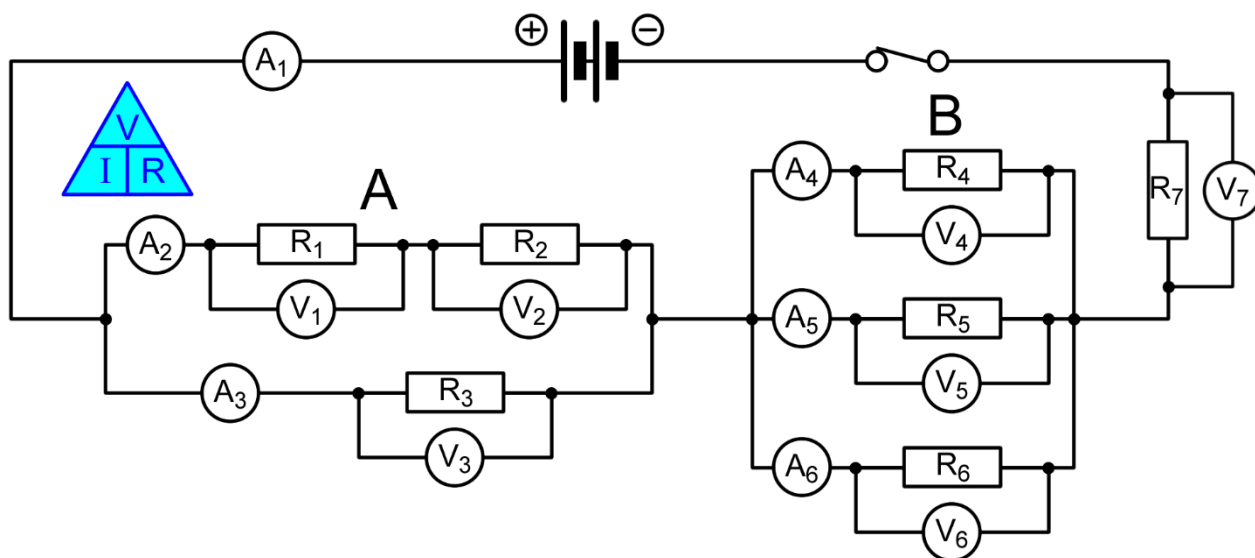 A₁
+
−
V
I
R
A
B
A₂
R₁
R₂
V₁
V₂
A₃
R₃
V₃
A₄
R₄
V₄
A₅
R₅
V₅
A₆
R₆
V₆
R₇
V₇